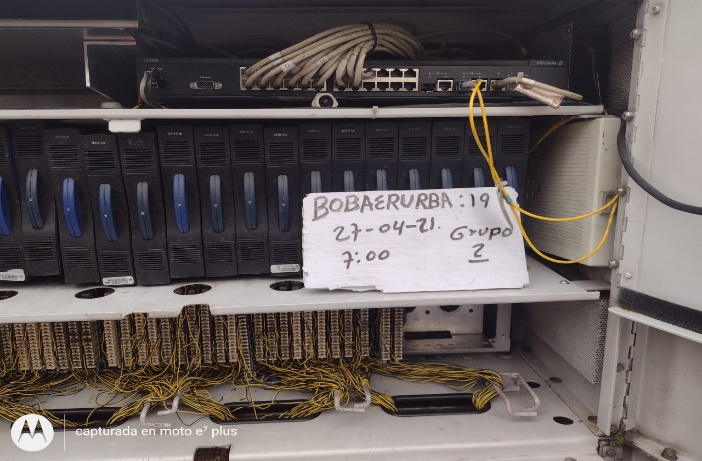 BOBAERURBA:19
27-04-21.
Grupo
7:00
2
capturada en moto e⁷ plus